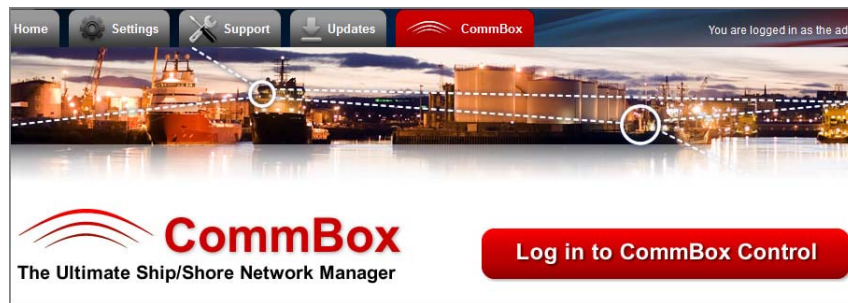 Home Settings Support Updates CommBox You are logged in as the
CommBox
The Ultimate Ship/Shore Network Manager
Log in to CommBox Control